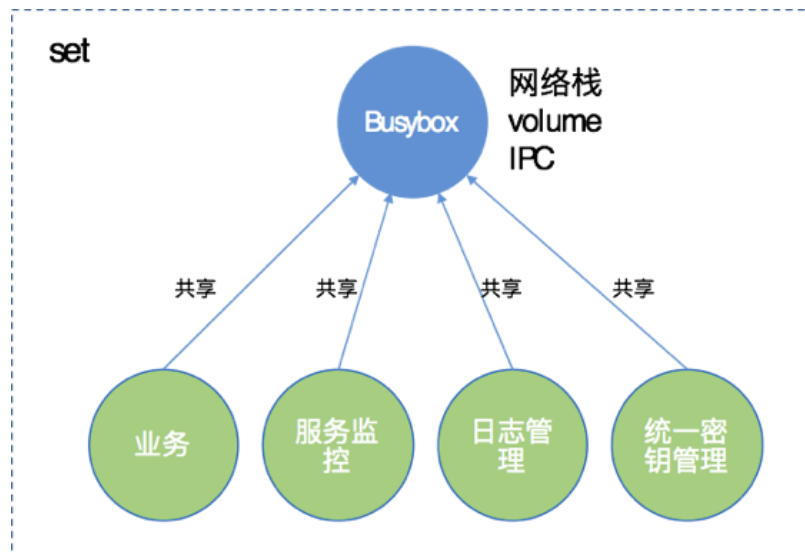 set
Busybox
网络栈
volume
IPC
共享
共享
共享
共享
业务
服务监
控
日志管
理
统一密
钥管理